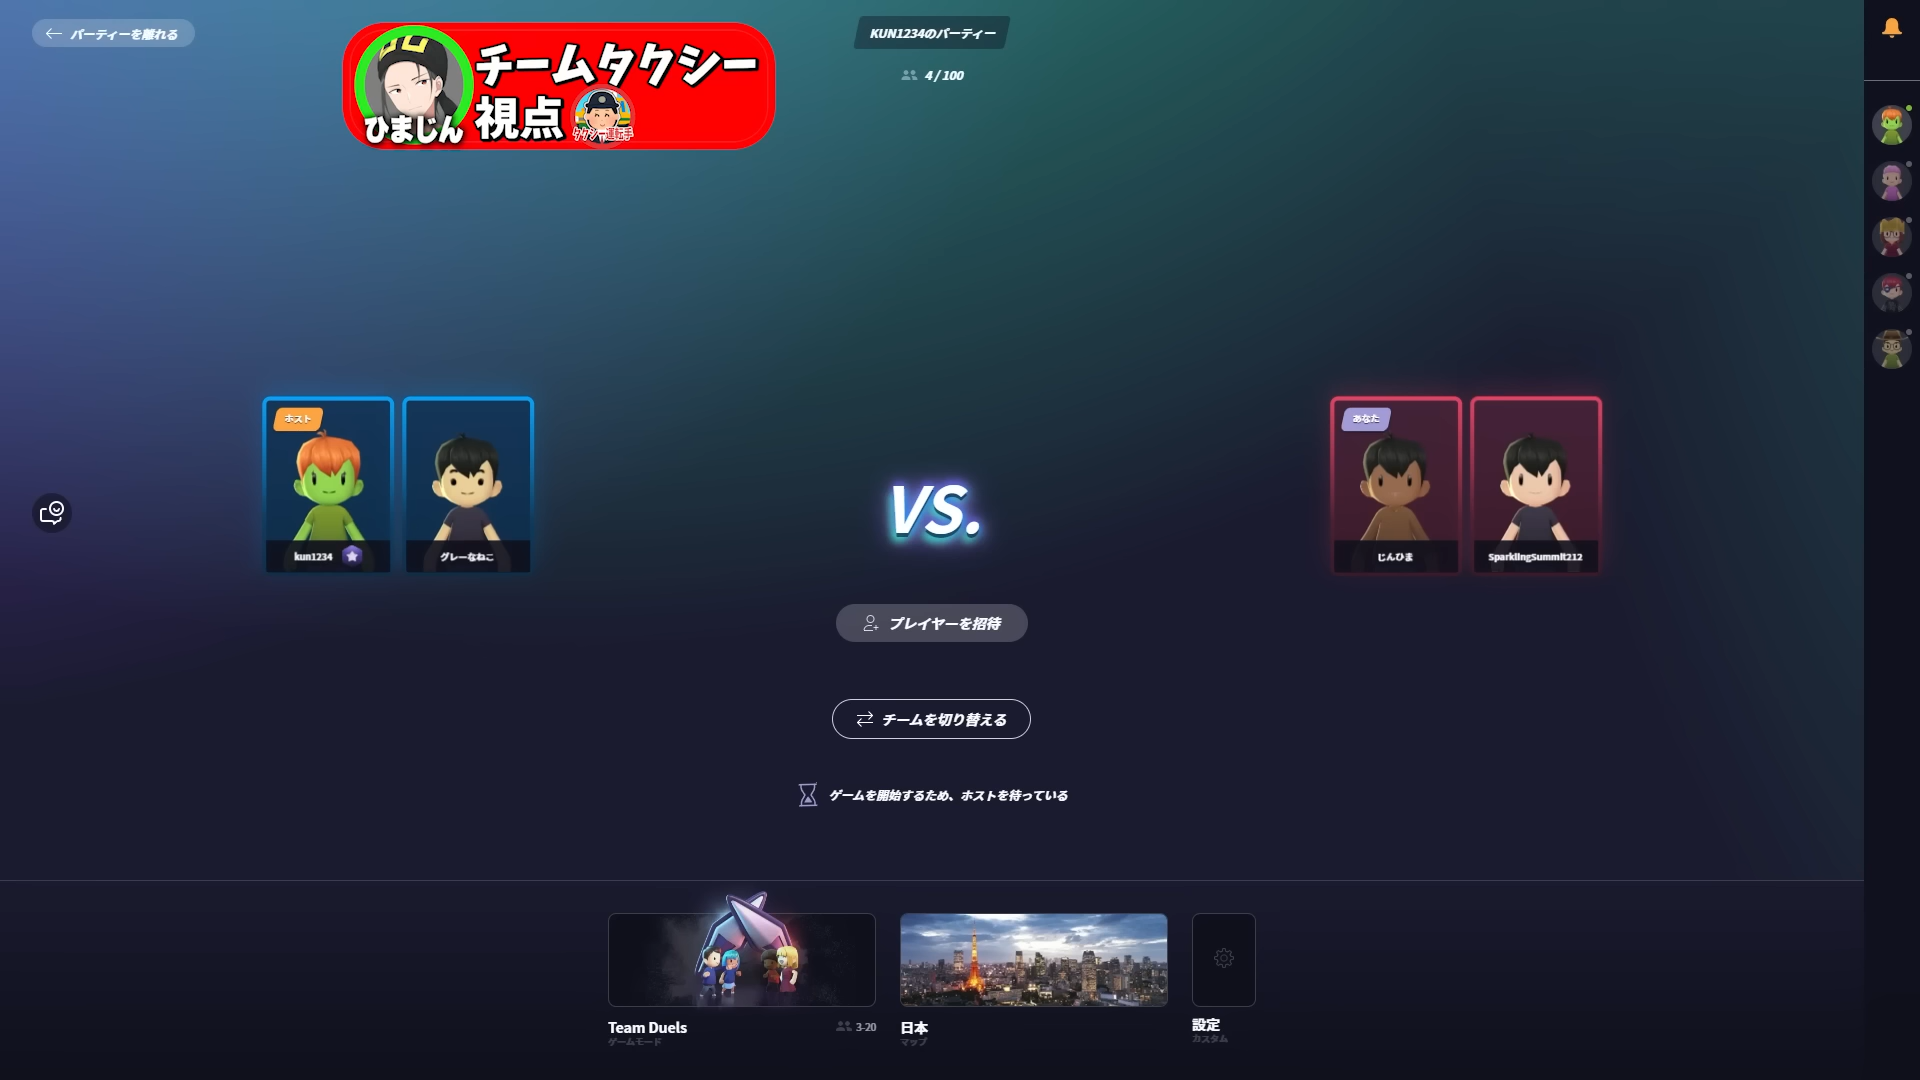 パーティーを離れる
チームタクシー
視点
ひまじん
タクシー運転手
KUN1234のパーティー
4 / 100
ホスト
kun1234
グレーなねこ
VS.
あなた
じんひま
SparklingSummit212
プレイヤーを招待
チームを切り替える
ゲームを開始するため、ホストを待っている
Team Duels
3-20
ゲームモード
日本
マップ
設定
カスタム